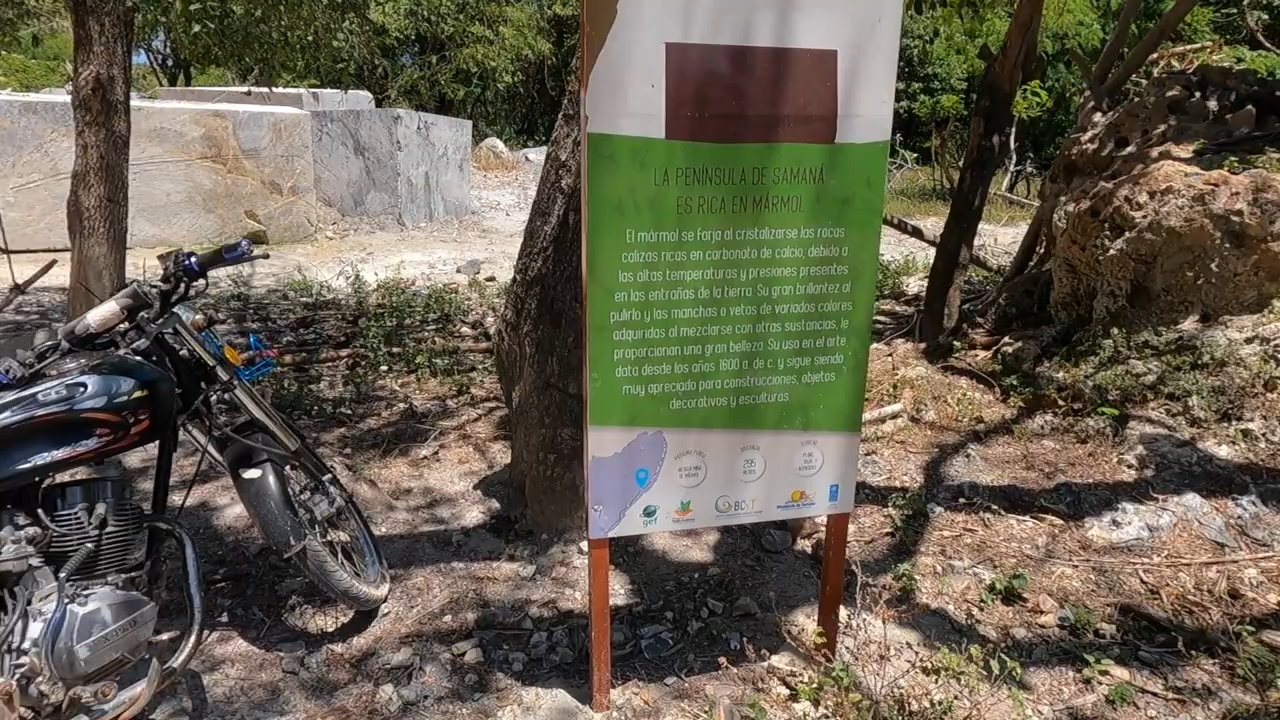 LA PENÍNSULA DE SAMANÁ
ES RICA EN MÁRMOL
El mármol se forja al cristalizarse las rocas
calizas ricas en carbonato de calcio, debido a
las altas temperaturas y presiones presentes
en las entrañas de la tierra. Su gran brillantez al
pulirlo y las manchas o vetas de variados colores
adquiridos al mezclarse con otras sustancias, le
proporcionan una gran belleza. Su uso en el arte
data desde los años 1600 a. de c. y sigue siendo
muy apreciado para construcciones, objetos
decorativos y esculturas.
295
gef